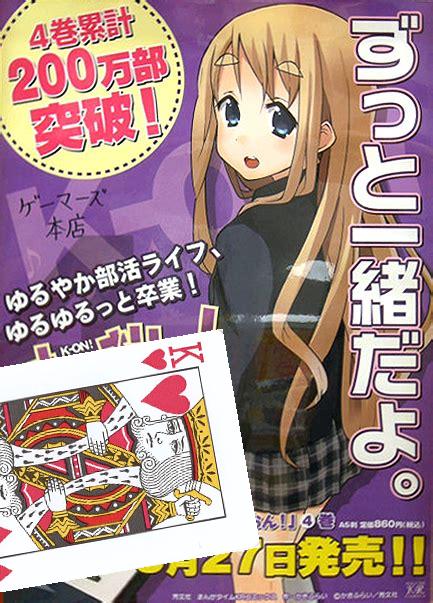 4巻累計
200万部
突破!
ずっと一緒だよ。
ゲーマーズ
本店
ゆるやか部活ライフ、
ゆるゆるっと卒業!
K-ON!
K
4巻 A5判 定価860円(税込)
27日発売!!
芳文社